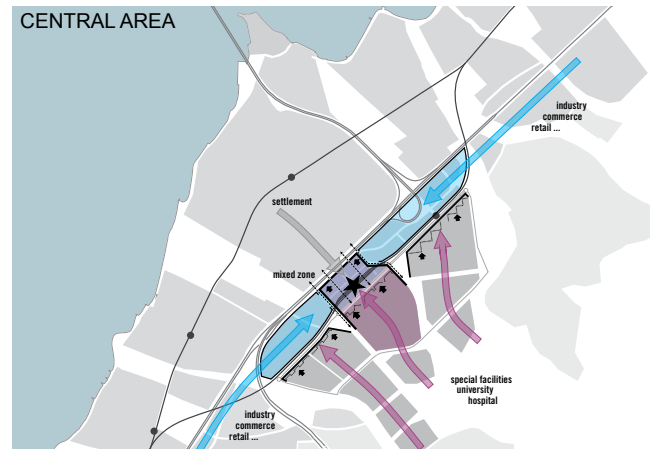 CENTRAL AREA
industry
commerce
retail ...
settlement
mixed zone
special facilities
university
hospital
industry
commerce
retail ...